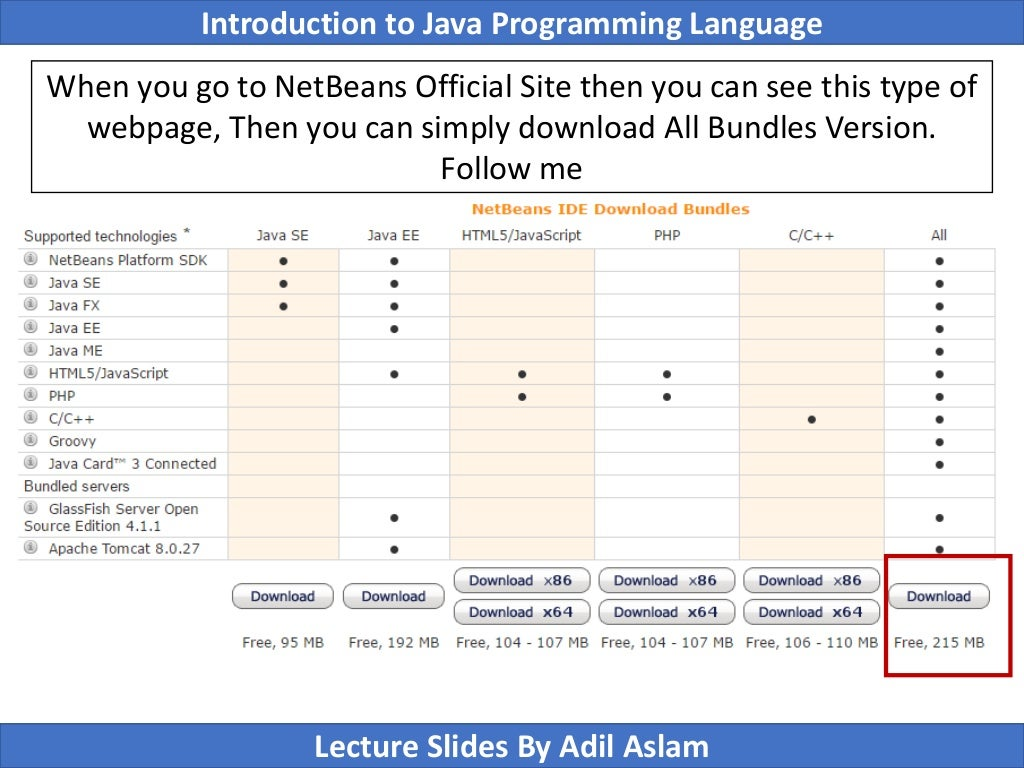 Introduction to Java Programming Language
When you go to NetBeans Official Site then you can see this type of
webpage, Then you can simply download All Bundles Version.
Follow me
NetBeans IDE Download Bundles
Supported technologies * Java SE Java EE HTML5/JavaScript PHP C/C++ All
NetBeans Platform SDK • • •
Java SE • • •
Java FX • • •
Java EE • •
Java ME •
HTML5/JavaScript • • • •
PHP • • •
C/C++ • •
Groovy •
Java Card™ 3 Connected •
Bundled servers
GlassFish Server Open
Source Edition 4.1.1 • •
Apache Tomcat 8.0.27 • •
Download x86 Download x86 Download x86
Download Download Download
Download x64 Download x64 Download x64
Free, 95 MB Free, 192 MB Free, 104 - 107 MB Free, 104 - 107 MB Free, 106 - 110 MB Free, 215 MB
Lecture Slides By Adil Aslam